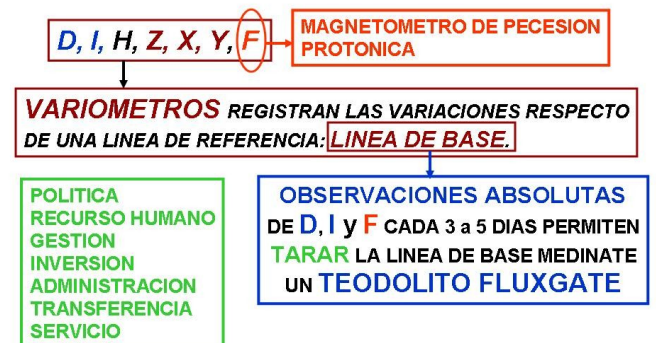 D, I, H, Z, X, Y, F
MAGNETOMETRO DE PECESION
PROTONICA
VARIOMETROS REGISTRAN LAS VARIACIONES RESPECTO
DE UNA LINEA DE REFERENCIA: LINEA DE BASE.
POLITICA
RECURSO HUMANO
GESTION
INVERSION
ADMINISTRACION
TRANSFERENCIA
SERVICIO
OBSERVACIONES ABSOLUTAS
DE D, I y F CADA 3 a 5 DIAS PERMITEN
TARAR LA LINEA DE BASE MEDINATE
UN TEODOLITO FLUXGATE